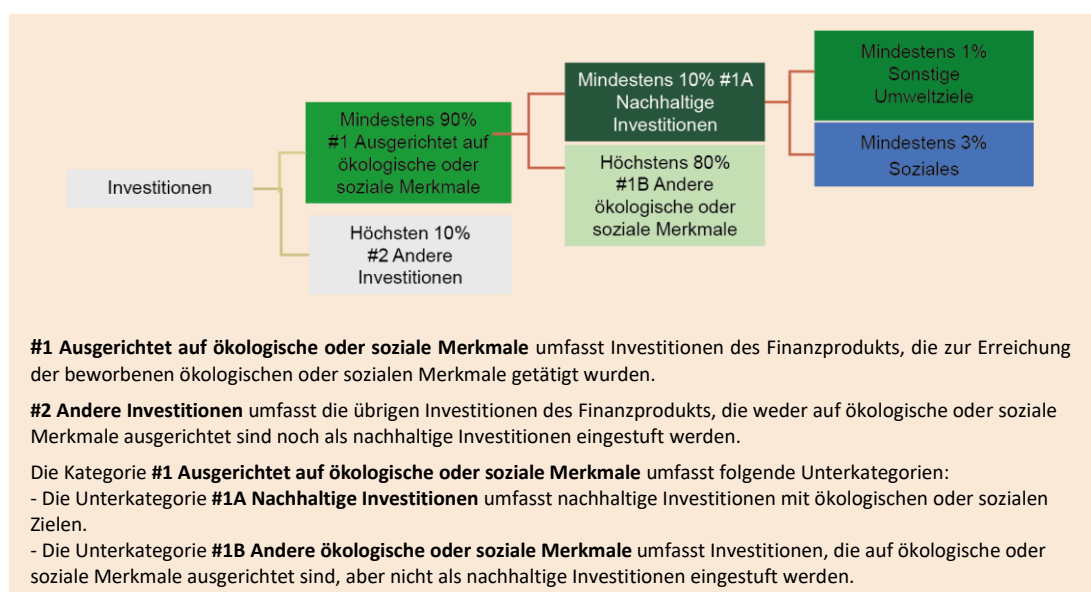 Investitionen
Mindestens 90%
#1 Ausgerichtet auf
ökologische oder
soziale Merkmale
Höchsten 10%
#2 Andere
Investitionen
Mindestens 10% #1A
Nachhaltige
Investitionen
Höchstens 80%
#1B Andere
ökologische oder
soziale Merkmale
Mindestens 1%
Sonstige
Umweltziele
Mindestens 3%
Soziales
#1 Ausgerichtet auf ökologische oder soziale Merkmale umfasst Investitionen des Finanzprodukts, die zur Erreichung
der beworbenen ökologischen oder sozialen Merkmale getätigt wurden.
#2 Andere Investitionen umfasst die übrigen Investitionen des Finanzprodukts, die weder auf ökologische oder soziale
Merkmale ausgerichtet sind noch als nachhaltige Investitionen eingestuft werden.
Die Kategorie #1 Ausgerichtet auf ökologische oder soziale Merkmale umfasst folgende Unterkategorien:
- Die Unterkategorie #1A Nachhaltige Investitionen umfasst nachhaltige Investitionen mit ökologischen oder sozialen
Zielen.
- Die Unterkategorie #1B Andere ökologische oder soziale Merkmale umfasst Investitionen, die auf ökologische oder
soziale Merkmale ausgerichtet sind, aber nicht als nachhaltige Investitionen eingestuft werden.